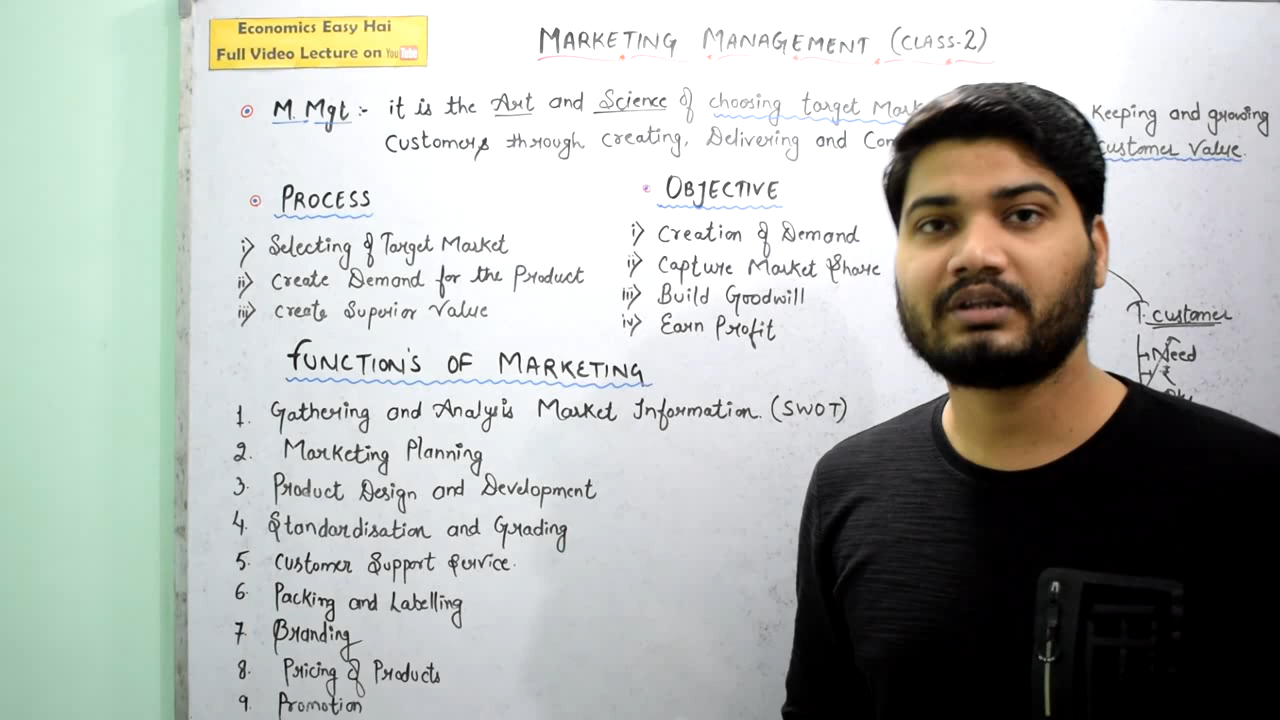 Economics Easy Hai
Full Video Lecture on YouTube
MARKETING MANAGEMENT (CLASS-2)
M. Mgt :- it is the Art and Science of choosing target Keeping and growing
Customers through creating, Delivering and customer Value.
PROCESS
i) Selecting of Target Market
ii) Create Demand for the Product
iii) Create Superior Value
OBJECTIVE
i) Creation of Demand
ii) Capture Market Share
iii) Build Goodwill
iv) Earn Profit
customer
Need
FUNCTION'S OF MARKETING
1. Gathering and Analysis Market Information. (SWOT)
2. Marketing Planning
3. Product Design and Development
4. Standardisation and Grading
5. Customer Support Service.
6. Packing and Labelling
7. Branding
8. Pricing of Products
9. Promotion